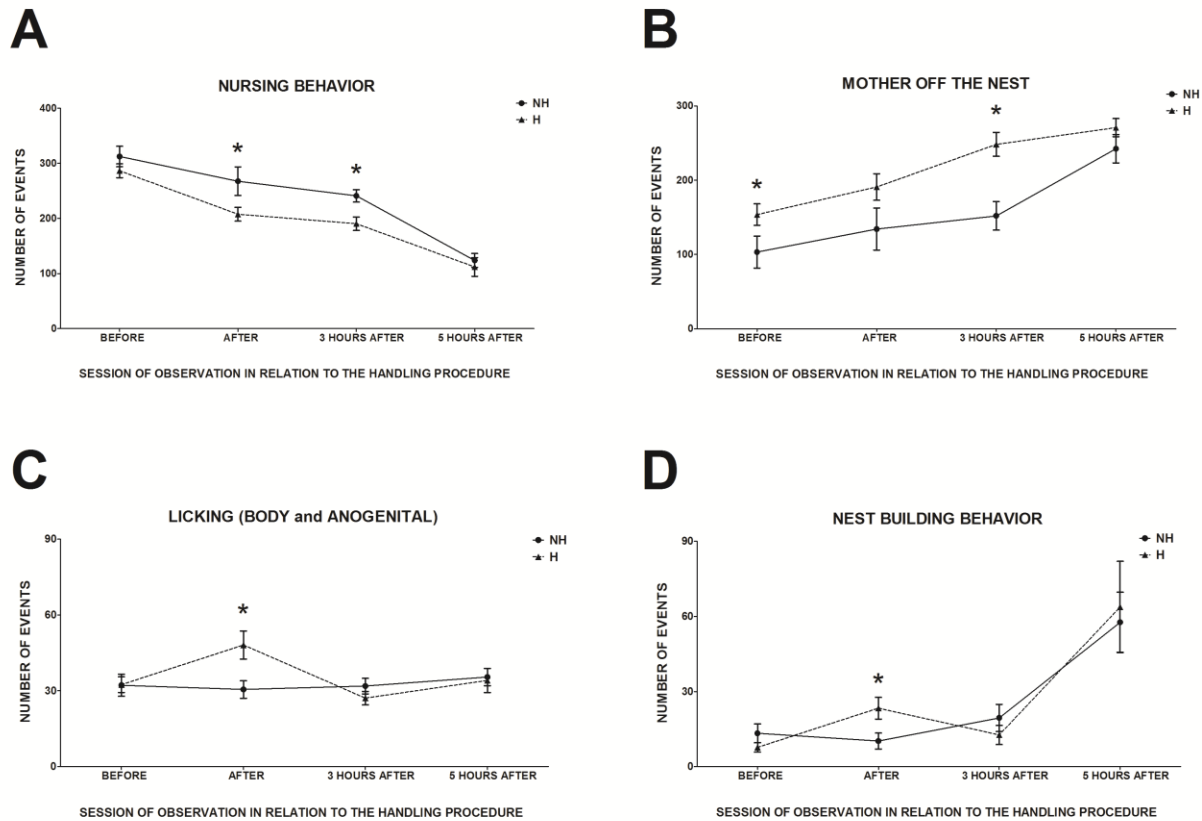 A
NURSING BEHAVIOR
NH
H
NUMBER OF EVENTS
400
300
200
100
0
*
*
BEFORE
AFTER
3 HOURS AFTER
5 HOURS AFTER
SESSION OF OBSERVATION IN RELATION TO THE HANDLING PROCEDURE
B
MOTHER OFF THE NEST
NH
H
NUMBER OF EVENTS
300
200
100
0
*
*
BEFORE
AFTER
3 HOURS AFTER
5 HOURS AFTER
SESSION OF OBSERVATION IN RELATION TO THE HANDLING PROCEDURE
C
LICKING (BODY and ANOGENITAL)
NH
H
NUMBER OF EVENTS
90
60
30
0
*
BEFORE
AFTER
3 HOURS AFTER
5 HOURS AFTER
SESSION OF OBSERVATION IN RELATION TO THE HANDLING PROCEDURE
D
NEST BUILDING BEHAVIOR
NH
H
NUMBER OF EVENTS
90
60
30
0
*
BEFORE
AFTER
3 HOURS AFTER
5 HOURS AFTER
SESSION OF OBSERVATION IN RELATION TO THE HANDLING PROCEDURE